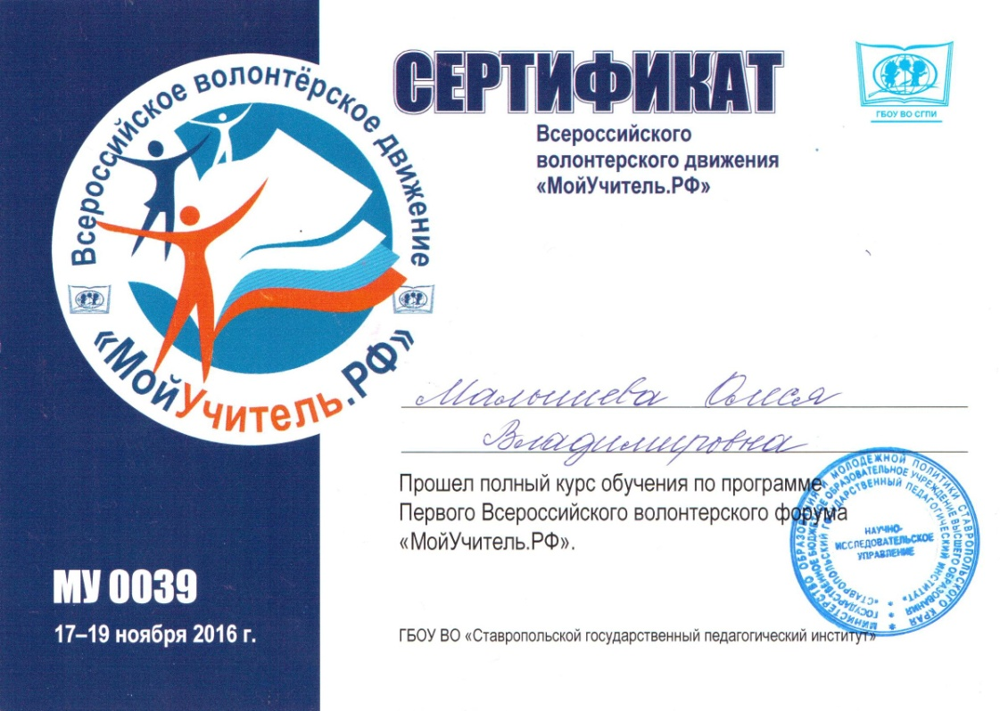 Всероссийское волонтёрское движение
«МойУчитель.РФ»
МУ 0039
17–19 ноября 2016 г.
СЕРТИФИКАТ
Всероссийского
волонтерского движения
«МойУчитель.РФ»
ГБОУ ВО СГПИ
Малышева Олеся
Владимировна
Прошел полный курс обучения по программе
Первого Всероссийского волонтерского форума
«МойУчитель.РФ».
ГБОУ ВО «Ставропольской государственный педагогический институт»
МИНИСТЕРСТВО ОБРАЗОВАНИЯ И МОЛОДЕЖНОЙ ПОЛИТИКИ СТАВРОПОЛЬСКОГО КРАЯ
ГОСУДАРСТВЕННОЕ БЮДЖЕТНОЕ ОБРАЗОВАТЕЛЬНОЕ УЧРЕЖДЕНИЕ ВЫСШЕГО ОБРАЗОВАНИЯ
«СТАВРОПОЛЬСКИЙ ГОСУДАРСТВЕННЫЙ ПЕДАГОГИЧЕСКИЙ ИНСТИТУТ»
НАУЧНО-
ИССЛЕДОВАТЕЛЬСКОЕ
УПРАВЛЕНИЕ